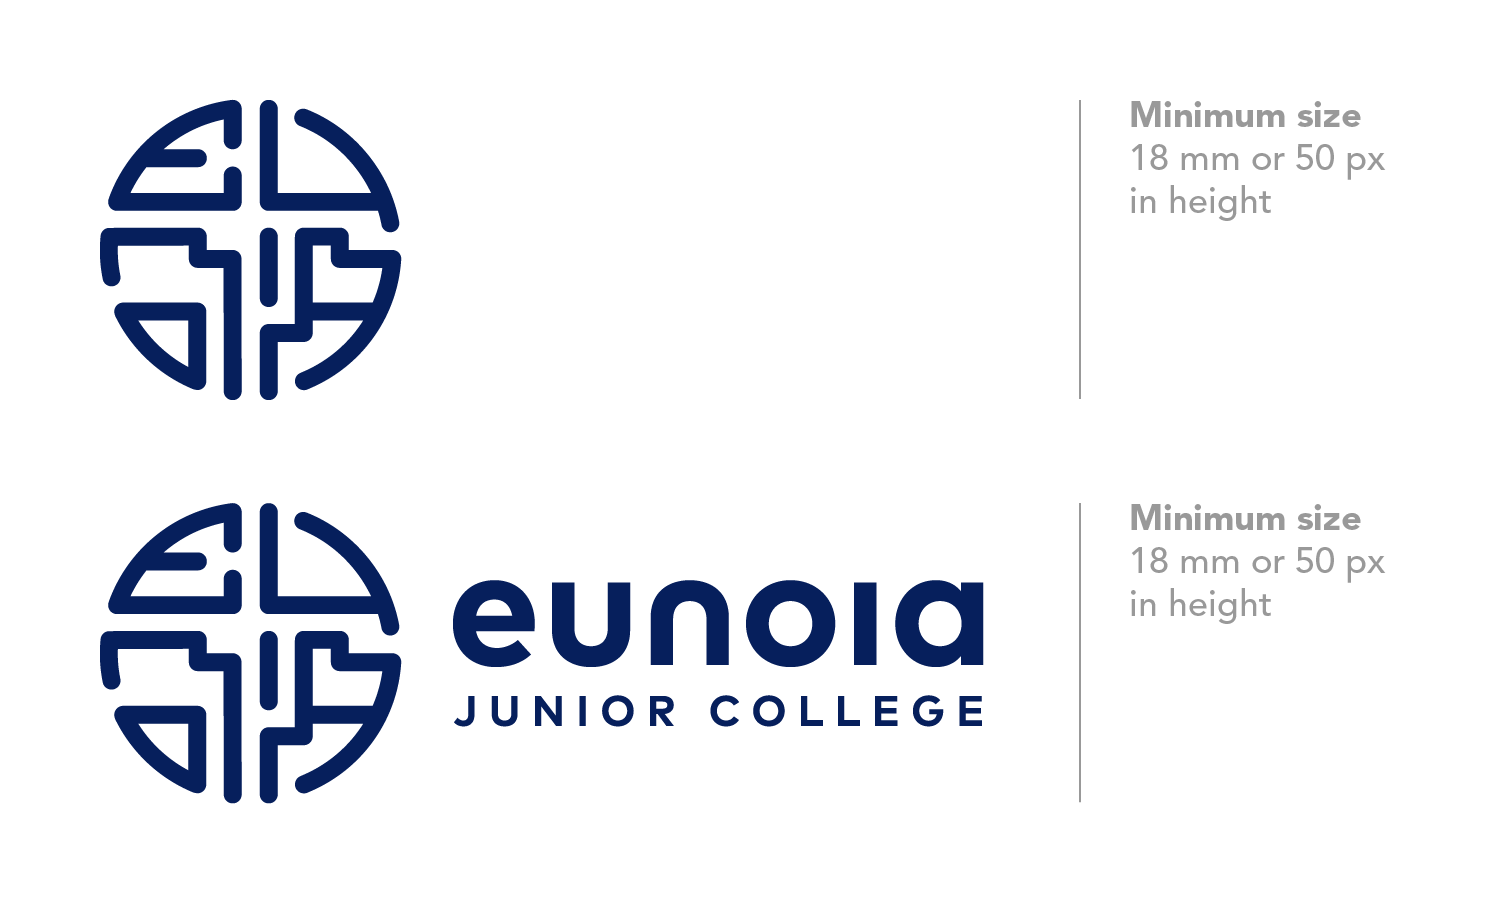 Minimum size
18 mm or 50 px
in height
eunoia
JUNIOR COLLEGE
Minimum size
18 mm or 50 px
in height